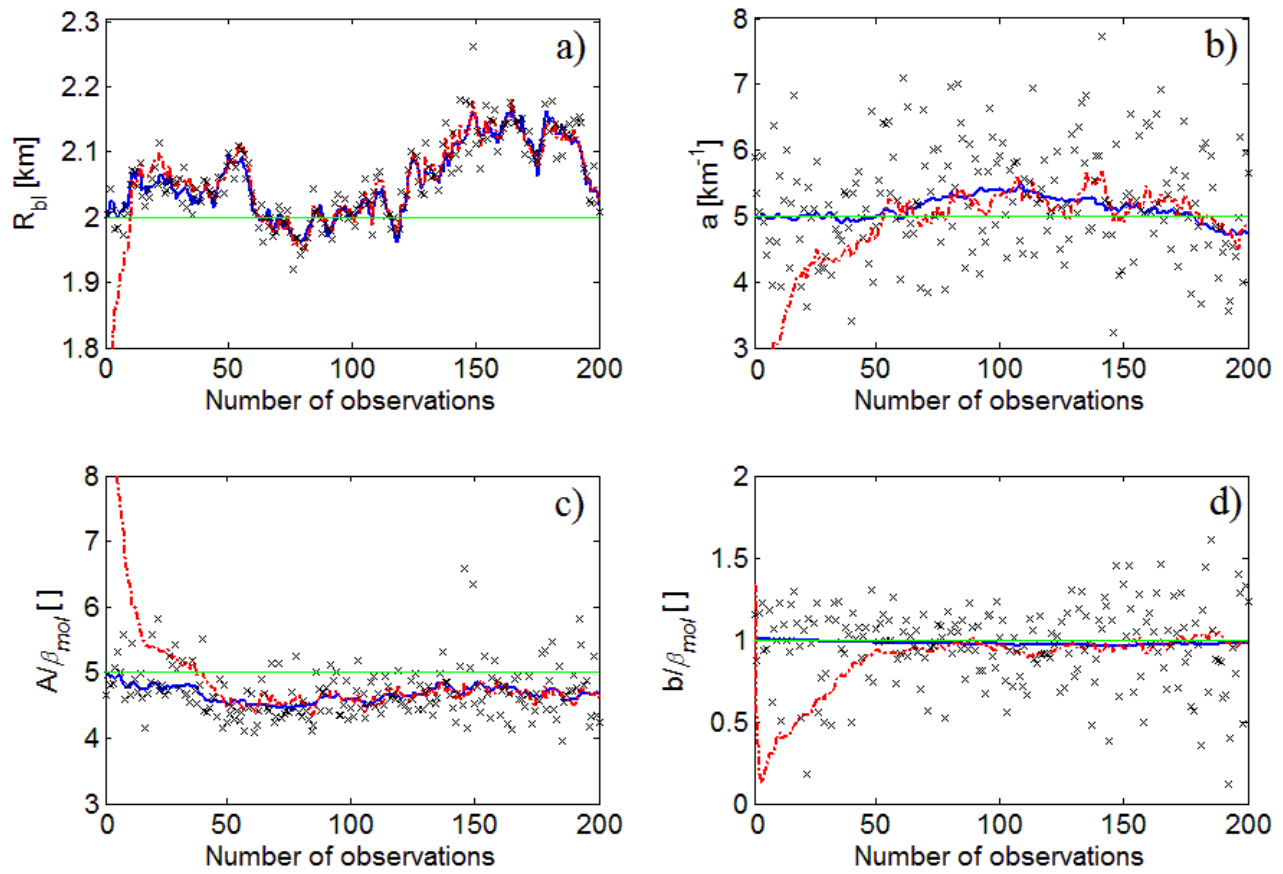 a)
2.3
2.2
2.1
2
1.9
1.8
R_bl [km]
0 50 100 150 200
Number of observations
b)
8
7
6
5
4
3
a [km⁻¹]
0 50 100 150 200
Number of observations
c)
8
7
6
5
4
3
A/β_mol [ ]
0 50 100 150 200
Number of observations
d)
2
1.5
1
0.5
0
b/β_mol [ ]
0 50 100 150 200
Number of observations